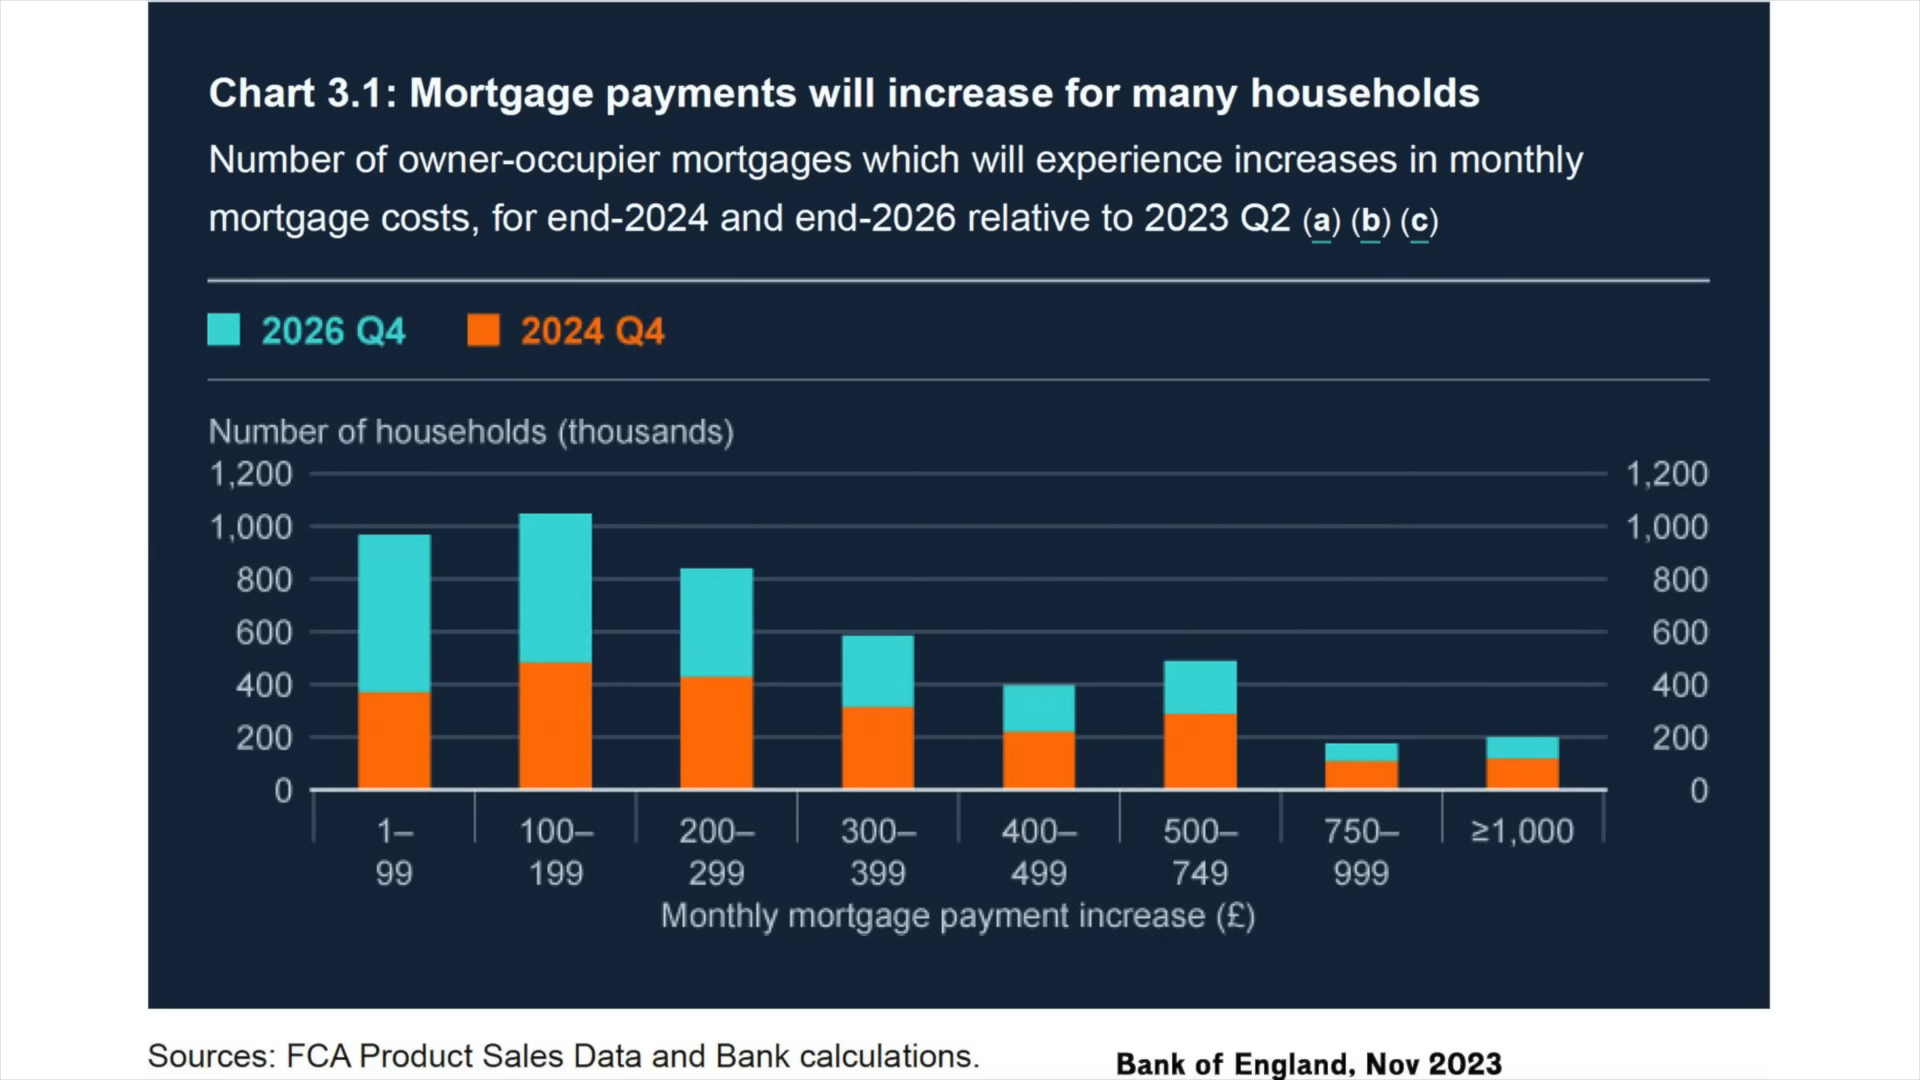 Chart 3.1: Mortgage payments will increase for many households
Number of owner-occupier mortgages which will experience increases in monthly
mortgage costs, for end-2024 and end-2026 relative to 2023 Q2 (a) (b) (c)
2026 Q4 2024 Q4
Number of households (thousands)
1,200 1,200
1,000 1,000
800 800
600 600
400 400
200 200
0 0
1– 100– 200– 300– 400– 500– 750– ≥1,000
99 199 299 399 499 749 999
Monthly mortgage payment increase (£)
Sources: FCA Product Sales Data and Bank calculations.
Bank of England, Nov 2023